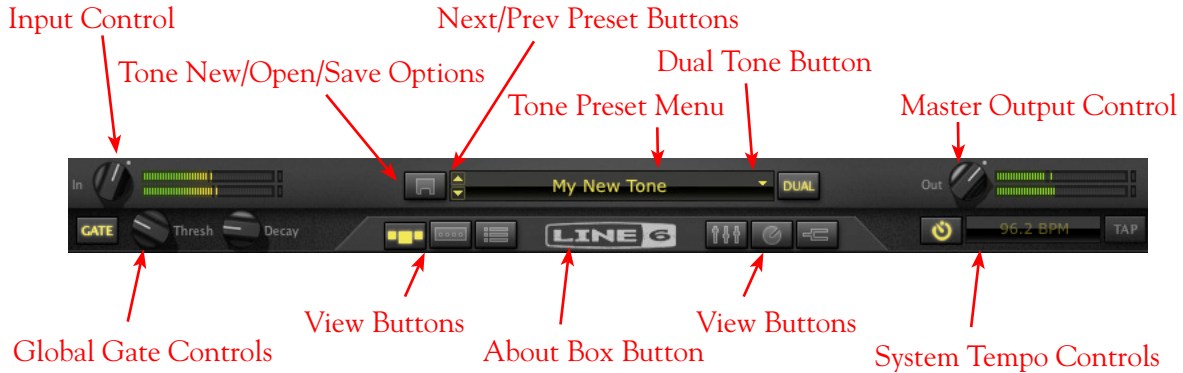 Input Control
Next/Prev Preset Buttons
Tone New/Open/Save Options
Dual Tone Button
Tone Preset Menu
Master Output Control
In
My New Tone
DUAL
Out
GATE
Thresh
Decay
LINE 6
96.2 BPM
TAP
View Buttons
View Buttons
Global Gate Controls
About Box Button
System Tempo Controls